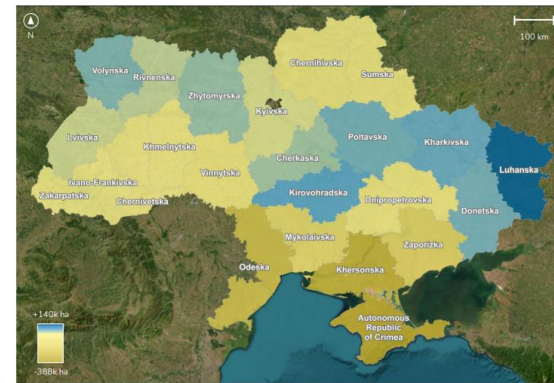 N
100 km
Chernihivska
Sumska
Volynska
Rivnenska
Zhytomyrska
Kyivska
Lvivska
Khmelnytska
Poltavska
Kharkivska
Cherkaska
Luhanska
Vinnytska
Ivano-Frankivska
Zakarpatska
Chernivetska
Kirovohradska
Dnipropetrovska
Donetska
Mykolaivska
Zaporizka
Odeska
Khersonska
Autonomous
Republic
of Crimea
+140k ha
-388k ha